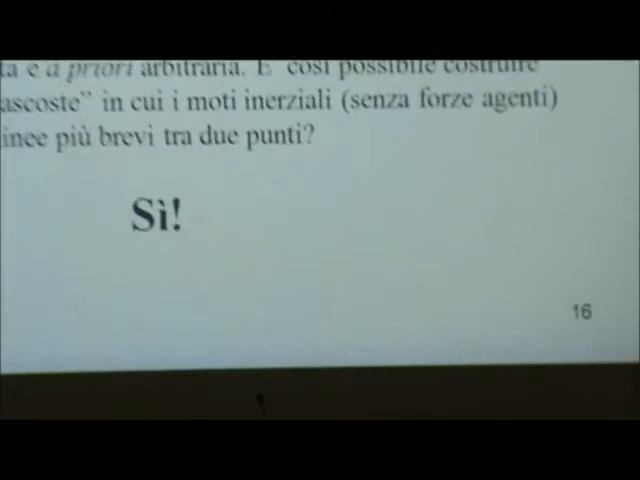 ta e a priori arbitraria. E' così possibile costruire
ascoste" in cui i moti inerziali (senza forze agenti)
inee più brevi tra due punti?
Sì!
16